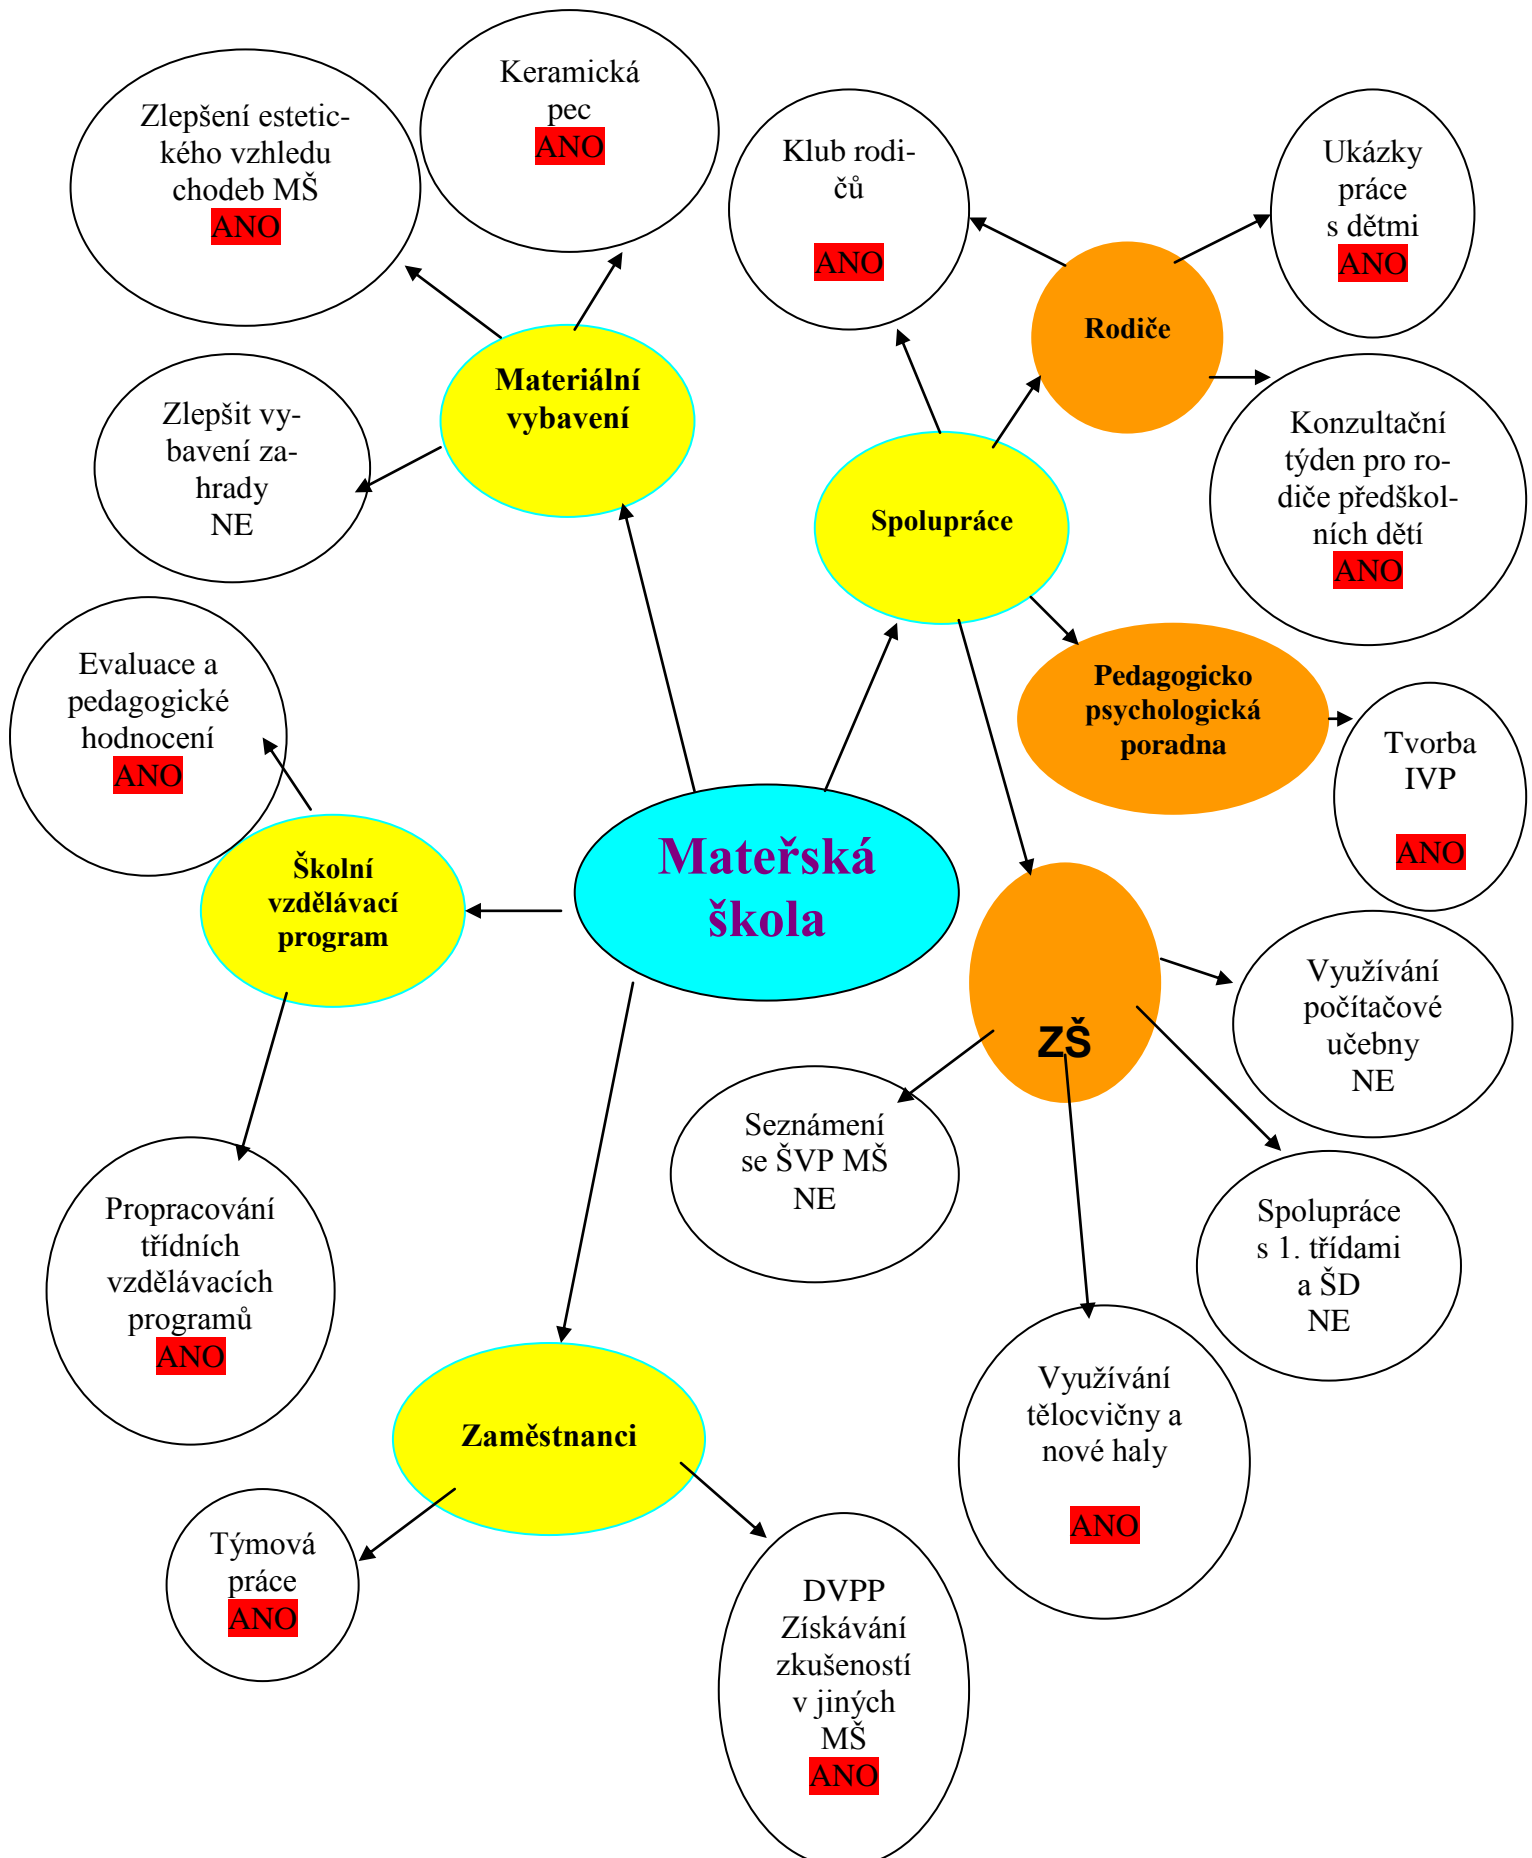 Keramická
pec
ANO
Zlepšení estetic-
kého vzhledu
chodeb MŠ
ANO
Klub rodi-
čů
ANO
Ukázky
práce
s dětmi
ANO
Rodiče
Materiální
vybavení
Zlepšit vy-
bavení za-
hrady
NE
Konzultační
týden pro ro-
diče předškol-
ních dětí
ANO
Spolupráce
Evaluace a
pedagogické
hodnocení
ANO
Pedagogicko
psychologická
poradna
Tvorba
IVP
ANO
Školní
vzdělávací
program
Mateřská
škola
ZŠ
Využívání
počítačové
učebny
NE
Seznámení
se ŠVP MŠ
NE
Spolupráce
s 1. třídami
a ŠD
NE
Propracování
třídních
vzdělávacích
programů
ANO
Využívání
tělocvičny a
nové haly
ANO
Zaměstnanci
Týmová
práce
ANO
DVPP
Získávání
zkušeností
v jiných
MŠ
ANO